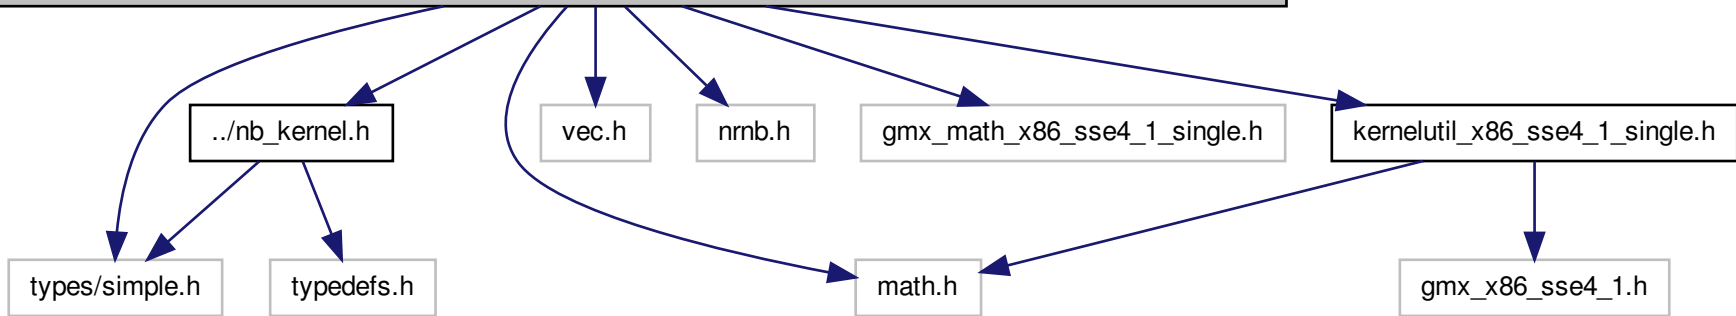 ../nb_kernel.h
vec.h
nrnb.h
gmx_math_x86_sse4_1_single.h
kernelutil_x86_sse4_1_single.h
types/simple.h
typedefs.h
math.h
gmx_x86_sse4_1.h